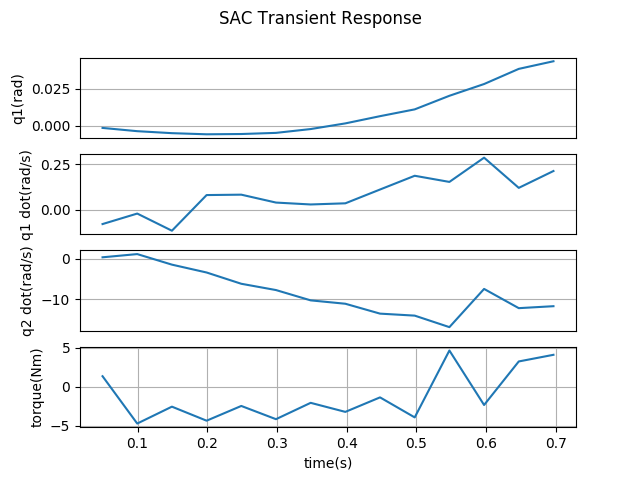 SAC Transient Response
q1(rad)
0.025
0.000
q1 dot(rad/s)
0.25
0.00
q2 dot(rad/s)
0
−10
torque(Nm)
5
0
−5
0.1 0.2 0.3 0.4 0.5 0.6 0.7
time(s)